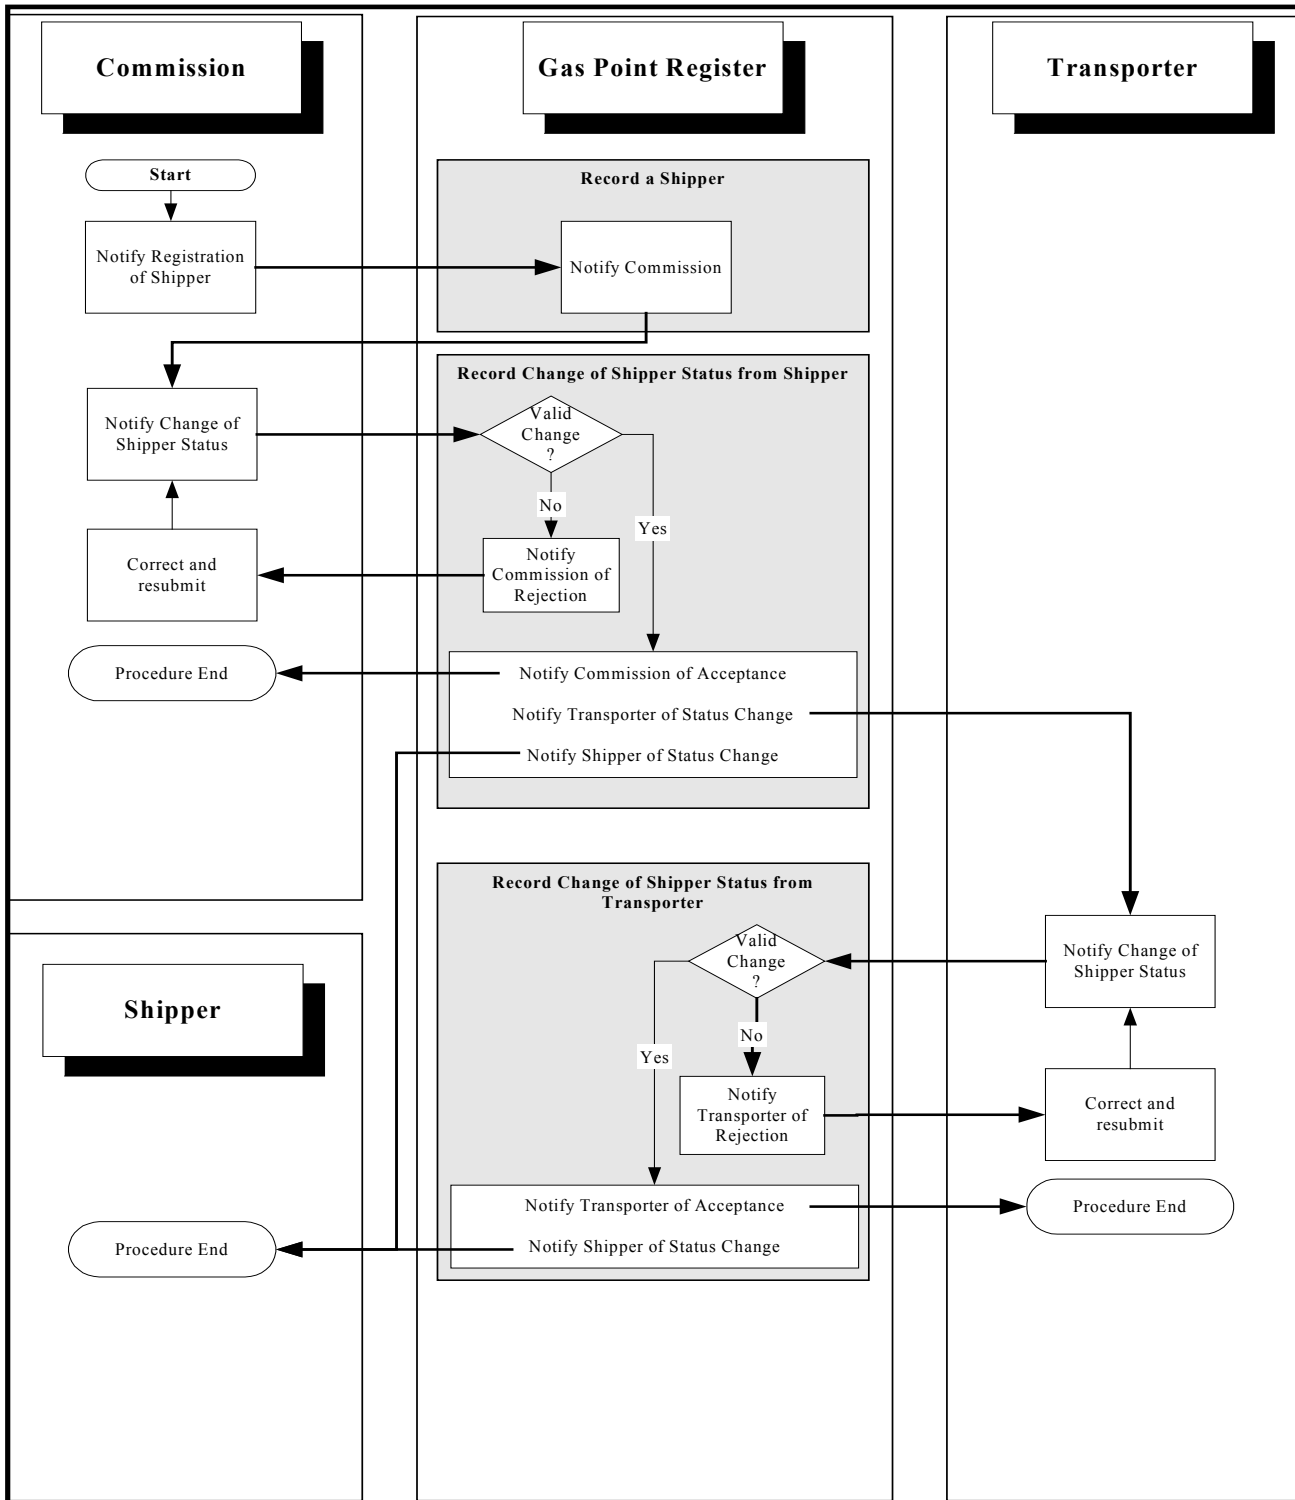 Commission
Gas Point Register
Transporter
Start
Record a Shipper
Notify Registration
of Shipper
Notify Commission
Record Change of Shipper Status from Shipper
Notify Change of
Shipper Status
Valid
Change
?
No
Yes
Correct and
resubmit
Notify
Commission of
Rejection
Procedure End
Notify Commission of Acceptance
Notify Transporter of Status Change
Notify Shipper of Status Change
Record Change of Shipper Status from
Transporter
Valid
Change
?
Notify Change of
Shipper Status
Shipper
No
Yes
Notify
Transporter of
Rejection
Correct and
resubmit
Notify Transporter of Acceptance
Procedure End
Procedure End
Notify Shipper of Status Change